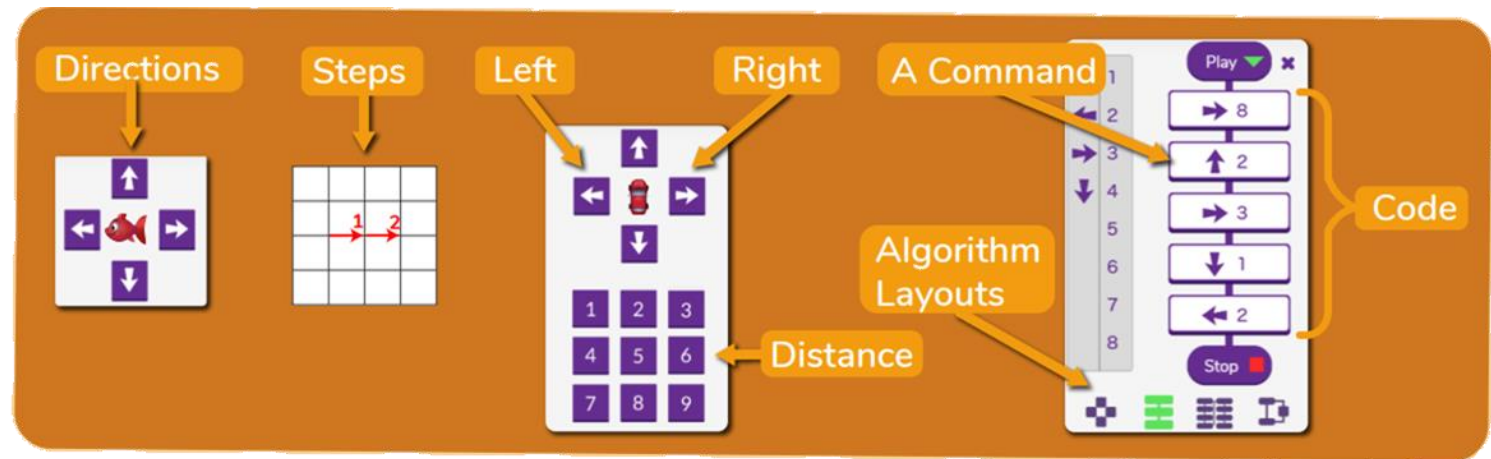 Directions
Steps
Left
Right
A Command
Code
Algorithm
Layouts
Distance
1 2
1 2 3
4 5 6
7 8 9
1
2
3
4
5
6
7
8
Play
8
2
3
1
2
Stop